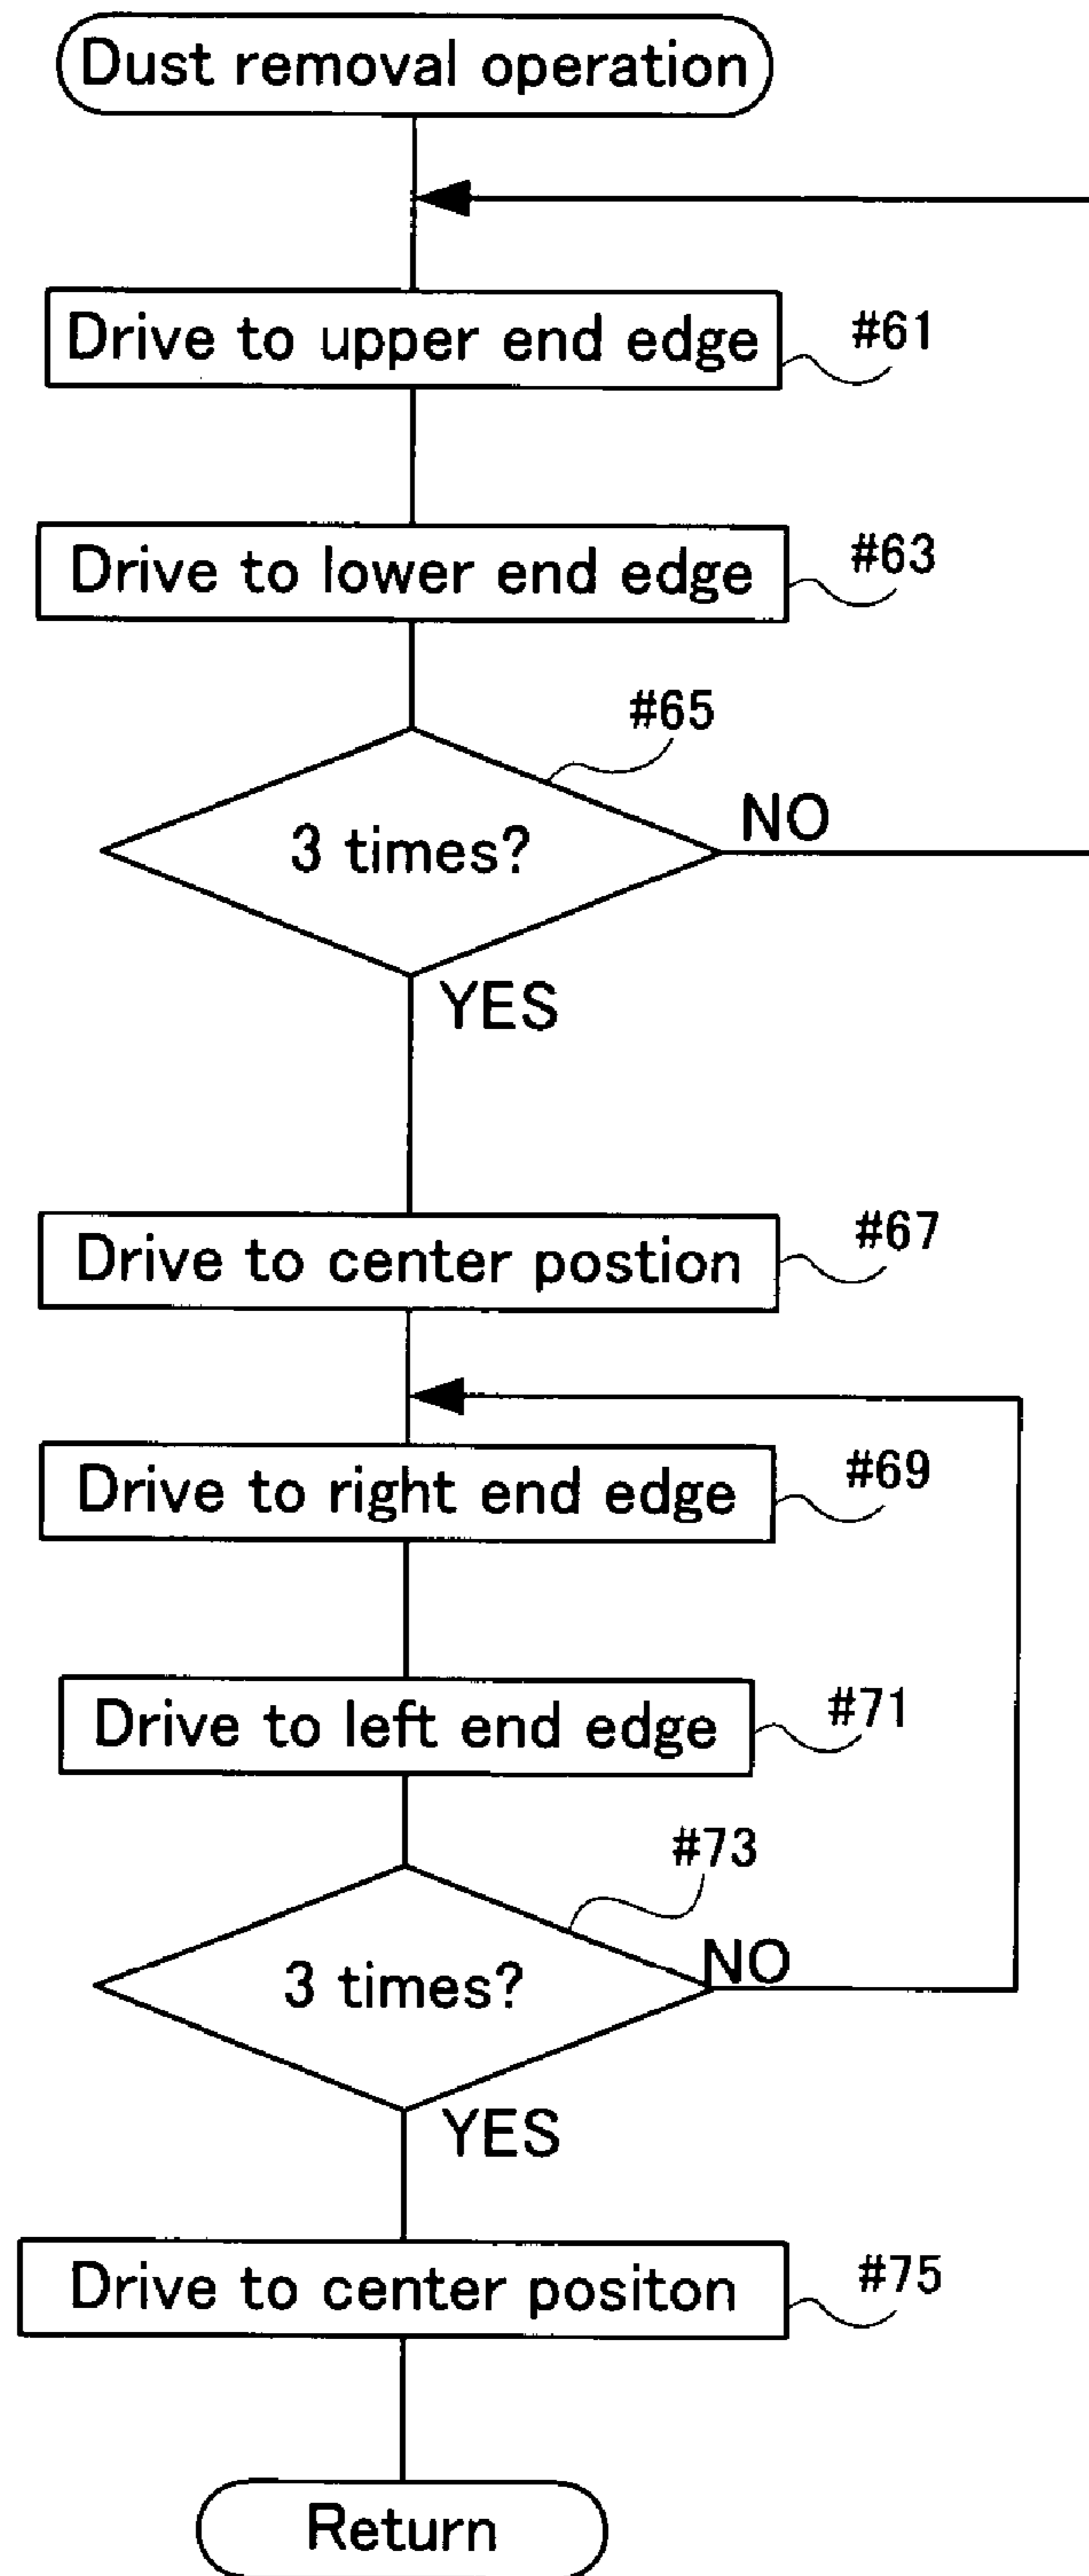 Dust removal operation
Drive to upper end edge
#61
Drive to lower end edge
#63
#65
3 times?
NO
YES
Drive to center postion
#67
Drive to right end edge
#69
Drive to left end edge
#71
#73
3 times?
NO
YES
Drive to center positon
#75
Return